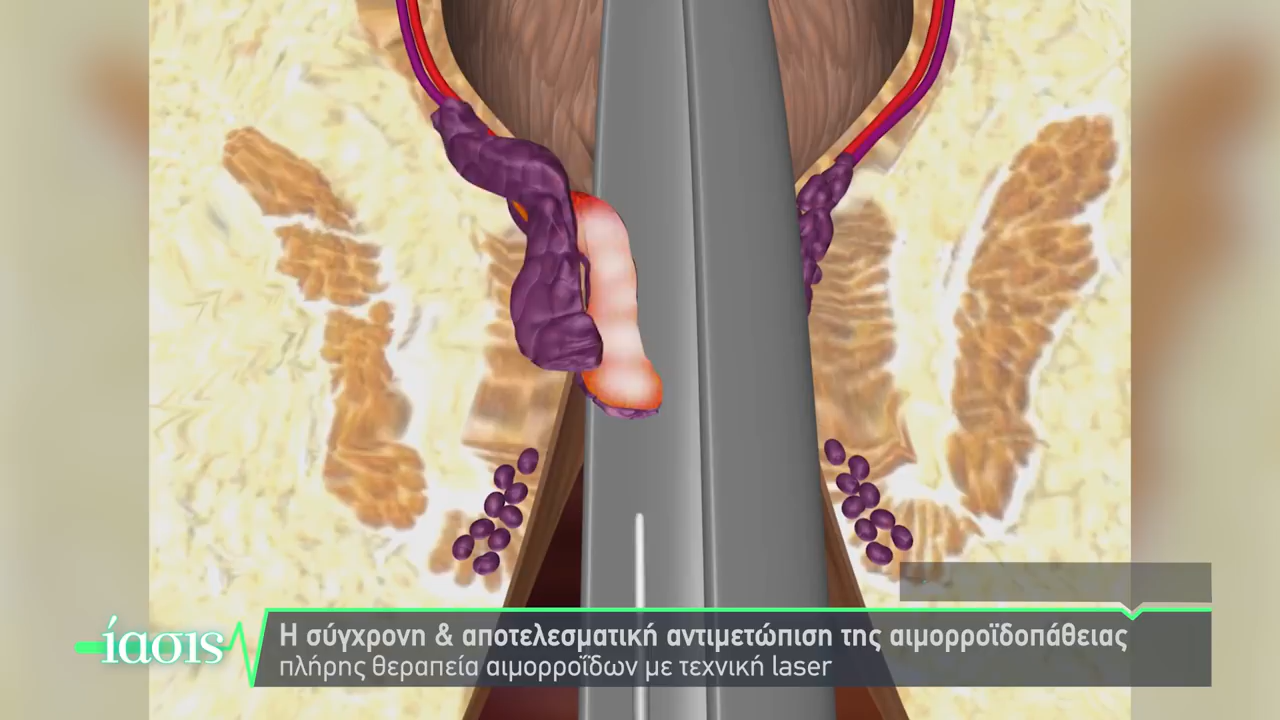 ίασις
Η σύγχρονη & αποτελεσματική αντιμετώπιση της αιμορροϊδοπάθειας
πλήρης θεραπεία αιμορροΐδων με τεχνική laser